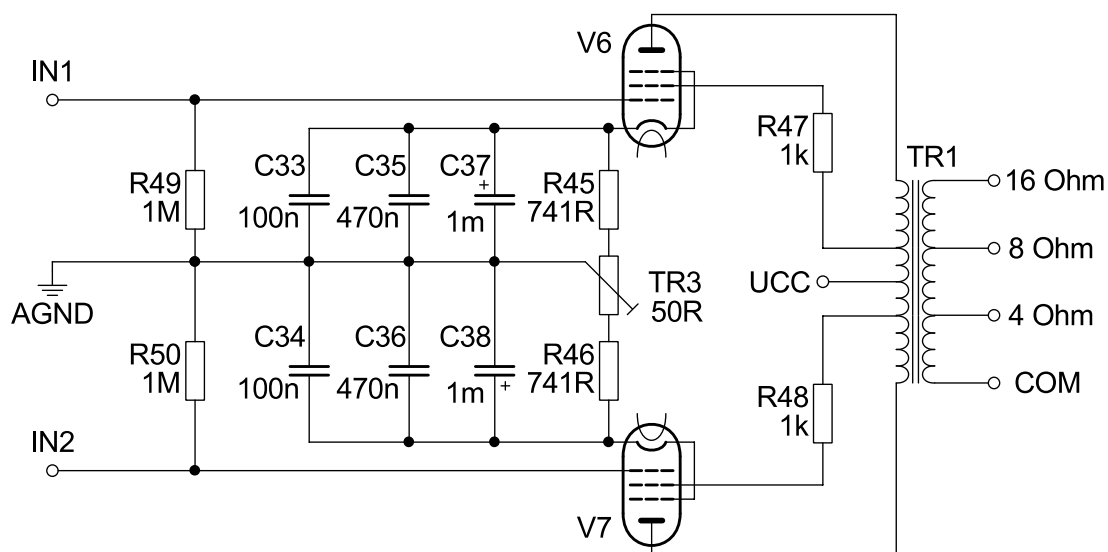 V6
IN1
R47
1k
TR1
C33
C35
C37
+
R49
1M
100n
470n
1m
R45
741R
16 Ohm
8 Ohm
UCC
TR3
50R
AGND
4 Ohm
C34
C36
C38
R50
1M
100n
470n
1m
+
R46
741R
COM
R48
1k
IN2
V7